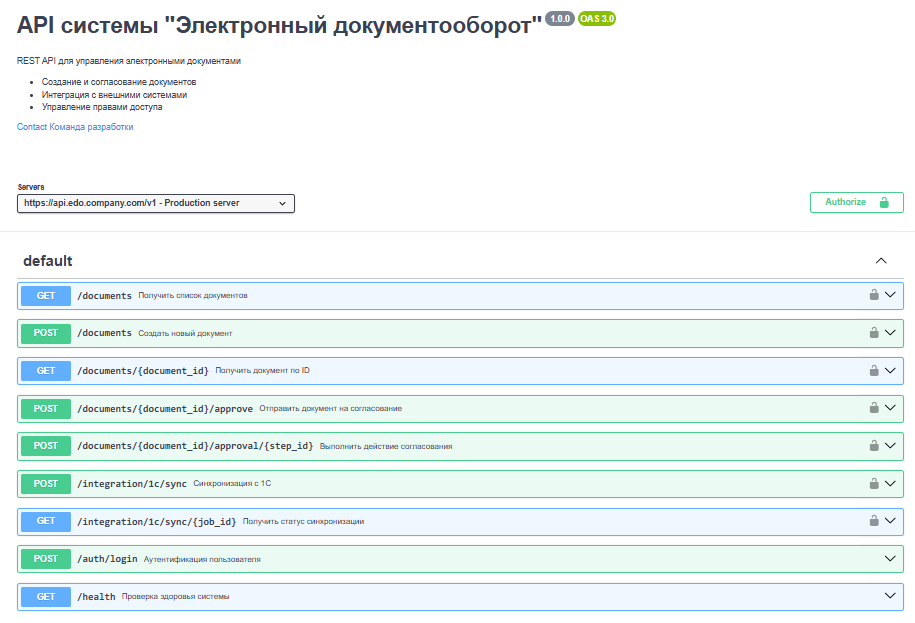 API системы "Электронный документооборот" 1.0.0 OAS 3.0
REST API для управления электронными документами
Создание и согласование документов
Интеграция с внешними системами
Управление правами доступа
Contact Команда разработки
Servers
https://api.edo.company.com/v1 - Production server
Authorize
default
GET /documents Получить список документов
POST /documents Создать новый документ
GET /documents/{document_id} Получить документ по ID
POST /documents/{document_id}/approve Отправить документ на согласование
POST /documents/{document_id}/approval/{step_id} Выполнить действие согласования
POST /integration/1c/sync Синхронизация с 1С
GET /integration/1c/sync/{job_id} Получить статус синхронизации
POST /auth/login Аутентификация пользователя
GET /health Проверка здоровья системы